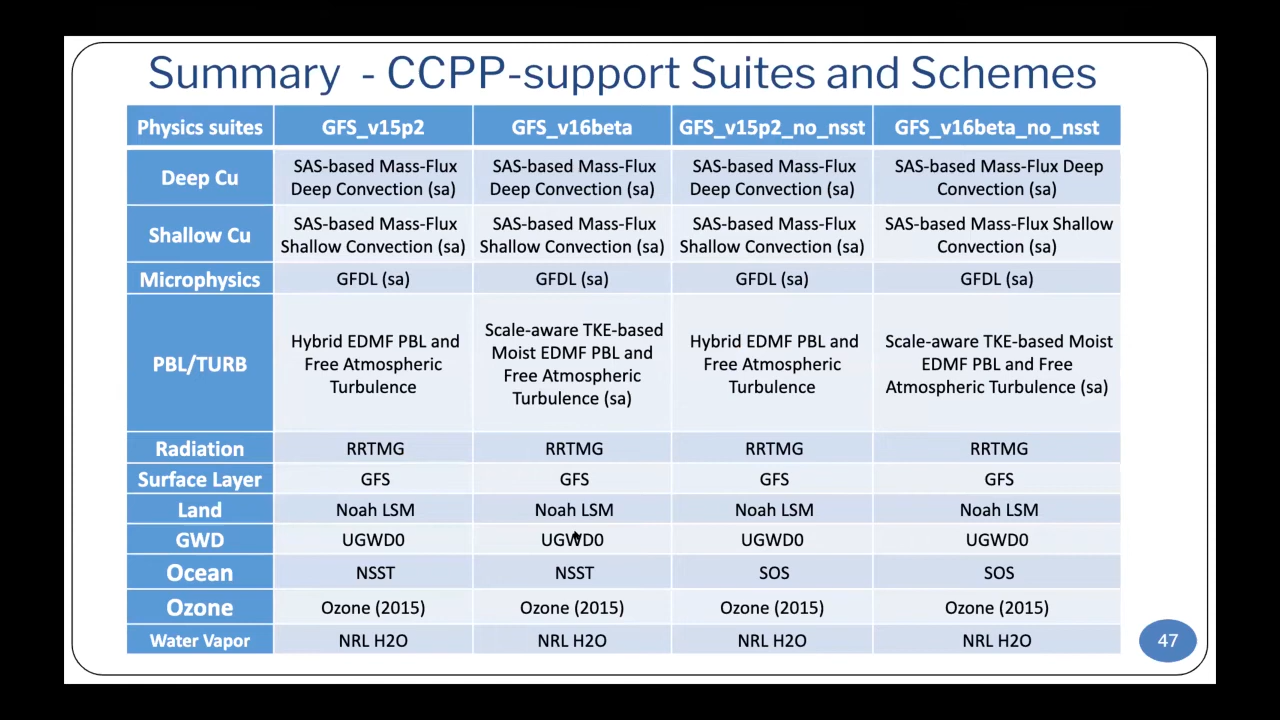 Summary - CCPP-support Suites and Schemes
Physics suites GFS_v15p2 GFS_v16beta GFS_v15p2_no_nsst GFS_v16beta_no_nsst
Deep Cu
SAS-based Mass-Flux
Deep Convection (sa)
SAS-based Mass-Flux
Deep Convection (sa)
SAS-based Mass-Flux
Deep Convection (sa)
SAS-based Mass-Flux Deep
Convection (sa)
Shallow Cu
SAS-based Mass-Flux
Shallow Convection (sa)
SAS-based Mass-Flux
Shallow Convection (sa)
SAS-based Mass-Flux
Shallow Convection (sa)
SAS-based Mass-Flux Shallow
Convection (sa)
Microphysics GFDL (sa) GFDL (sa) GFDL (sa) GFDL (sa)
PBL/TURB
Hybrid EDMF PBL and
Free Atmospheric
Turbulence
Scale-aware TKE-based
Moist EDMF PBL and
Free Atmospheric
Turbulence (sa)
Hybrid EDMF PBL and
Free Atmospheric
Turbulence
Scale-aware TKE-based Moist
EDMF PBL and Free
Atmospheric Turbulence (sa)
Radiation RRTMG RRTMG RRTMG RRTMG
Surface Layer GFS GFS GFS GFS
Land Noah LSM Noah LSM Noah LSM Noah LSM
GWD UGWD0 UGWD0 UGWD0 UGWD0
Ocean NSST NSST SOS SOS
Ozone Ozone (2015) Ozone (2015) Ozone (2015) Ozone (2015)
Water Vapor NRL H2O NRL H2O NRL H2O NRL H2O
47